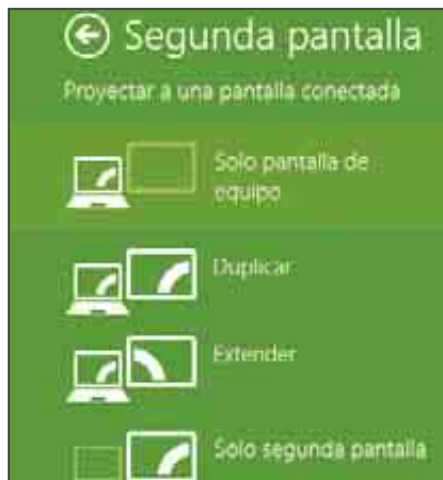 Segunda pantalla
Proyectar a una pantalla conectada
Solo pantalla de
equipo
Duplicar
Extender
Solo segunda pantalla